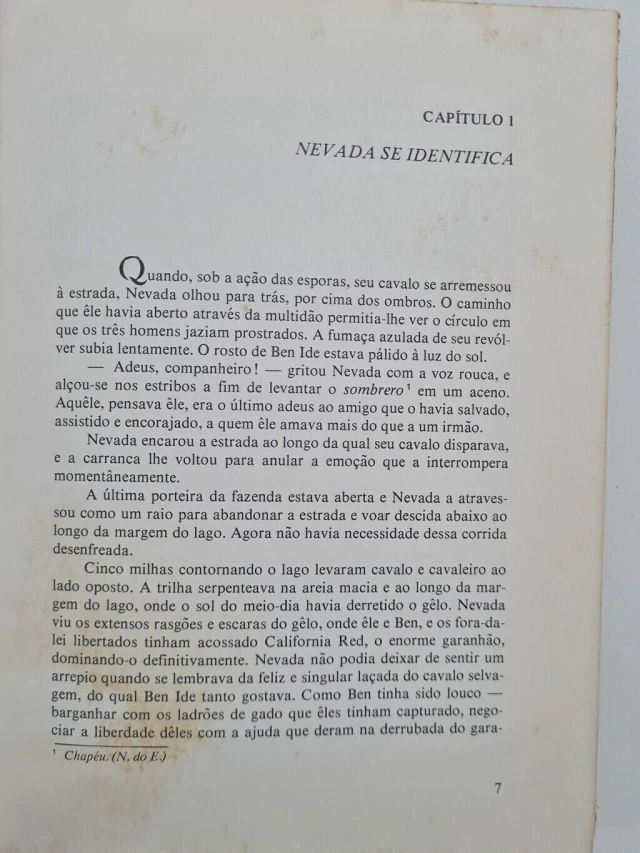 CAPÍTULO 1
NEVADA SE IDENTIFICA
Quando, sob a ação das esporas, seu cavalo se arremessou
à estrada, Nevada olhou para trás, por cima dos ombros. O caminho
que êle havia aberto através da multidão permitia-lhe ver o círculo em
que os três homens jaziam prostrados. A fumaça azulada de seu revól-
ver subia lentamente. O rosto de Ben Ide estava pálido à luz do sol.
— Adeus, companheiro! — gritou Nevada com a voz rouca, e
alçou-se nos estribos a fim de levantar o sombrero¹ em um aceno.
Aquêle, pensava êle, era o último adeus ao amigo que o havia salvado,
assistido e encorajado, a quem êle amava mais do que a um irmão.
Nevada encarou a estrada ao longo da qual seu cavalo disparava,
e a carranca lhe voltou para anular a emoção que a interrompera
momentâneamente.
A última porteira da fazenda estava aberta e Nevada a atraves-
sou como um raio para abandonar a estrada e voar descida abaixo ao
longo da margem do lago. Agora não havia necessidade dessa corrida
desenfreada.
Cinco milhas contornando o lago levaram cavalo e cavaleiro ao
lado oposto. A trilha serpenteava na areia macia e ao longo da mar-
gem do lago, onde o sol do meio-dia havia derretido o gêlo. Nevada
viu os extensos rasgões e escaras do gêlo, onde êle e Ben, e os fora-da-
lei libertados tinham acossado California Red, o enorme garanhão,
dominando-o definitivamente. Nevada não podia deixar de sentir um
arrepio quando se lembrava da feliz e singular laçada do cavalo selva-
gem, do qual Ben Ide tanto gostava. Como Ben tinha sido louco —
barganhar com os ladrões de gado que êles tinham capturado, nego-
ciar a liberdade dêles com a ajuda que deram na derrubada do gara-
¹ Chapéu. (N. do E.)
7